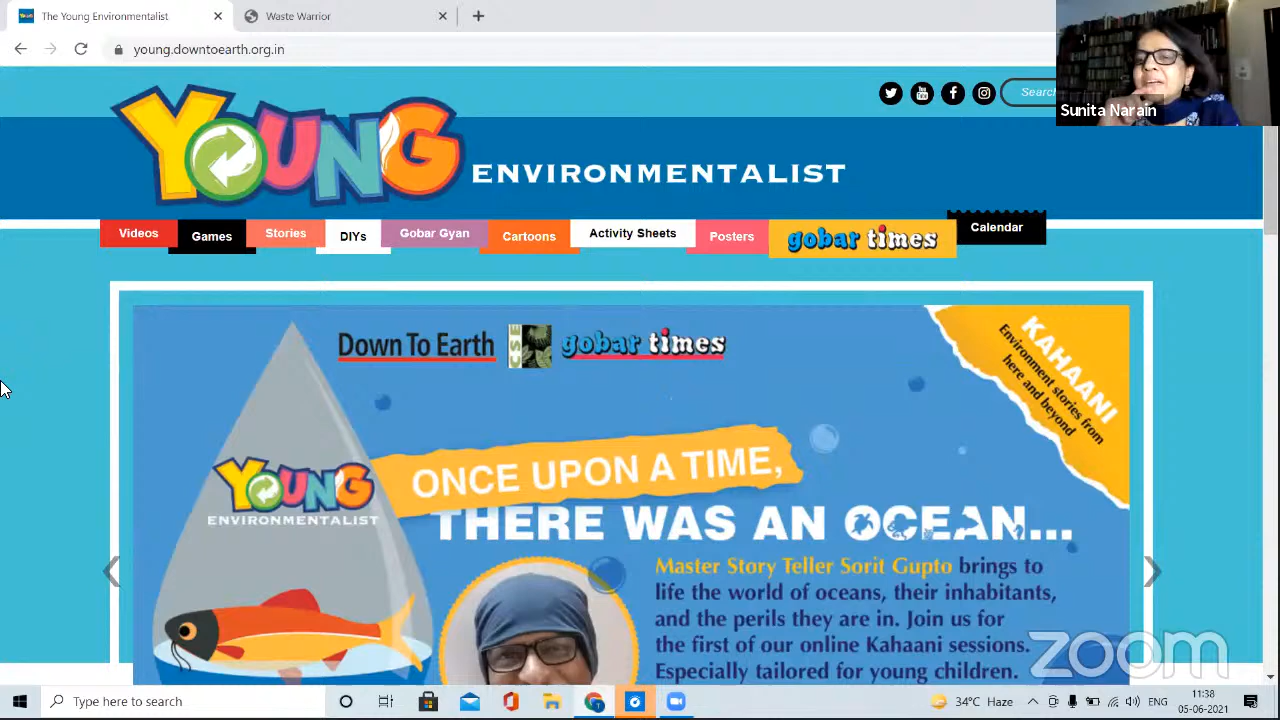 The Young Environmentalist
Waste Warrior
young.downtoearth.org.in
Search
Sunita Narain
YOUNG
ENVIRONMENTALIST
Videos
Games
Stories
DIYs
Gobar Gyan
Cartoons
Activity Sheets
Posters
gobar times
Calendar
Down To Earth
CSE
gobar times
KAHAANI
Environment stories from
here and beyond
YOUNG
ENVIRONMENTALIST
ONCE UPON A TIME,
THERE WAS AN OCEAN...
Master Story Teller Sorit Gupto brings to
life the world of oceans, their inhabitants,
and the perils they are in. Join us for
the first of our online Kahaani sessions.
Especially tailored for young children.
zoom
Type here to search
34°C Haze
ENG
11:38
05-06-2021